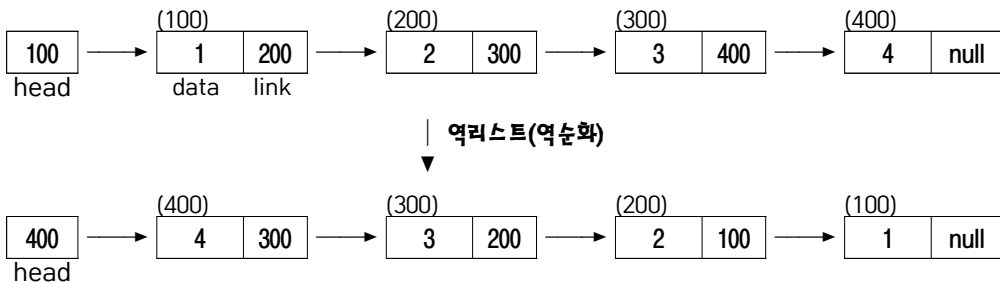 (100) (200) (300) (400)
100 1 200 2 300 3 400 4 null
head data link
역리스트(역순화)
(400) (300) (200) (100)
400 4 300 3 200 2 100 1 null
head